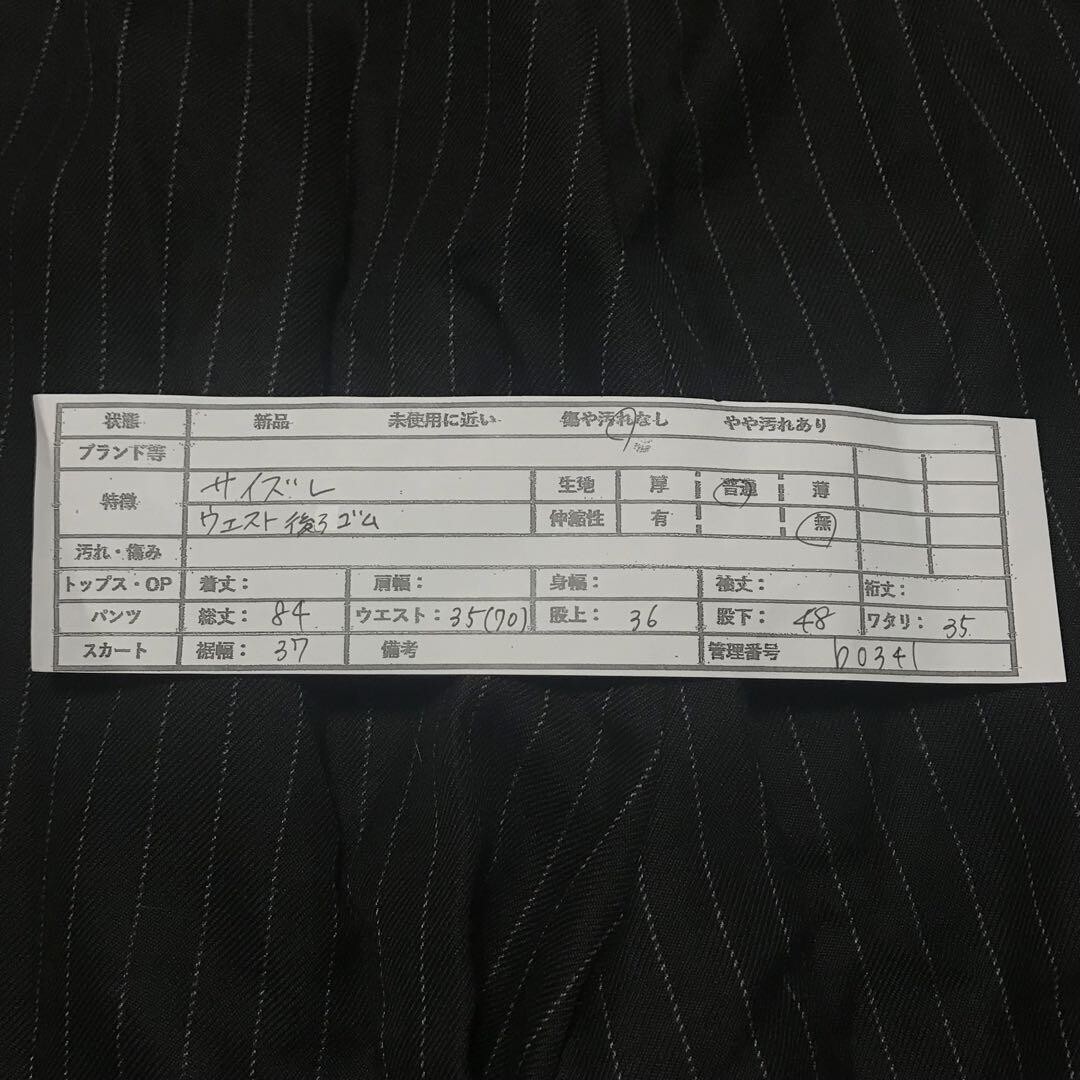 状態 新品 未使用に近い 傷や汚れなし やや汚れあり
ブランド等
特徴 サイズL 生地 厚 普通 薄
ウエスト後ろゴム 伸縮性 有 無
汚れ・傷み
トップス・OP 着丈： 肩幅： 身幅： 袖丈： 裄丈：
パンツ 総丈： 84 ウエスト：35(70) 股上： 36 股下： 48 ワタリ： 35
スカート 裾幅： 37 備考 管理番号 b0341